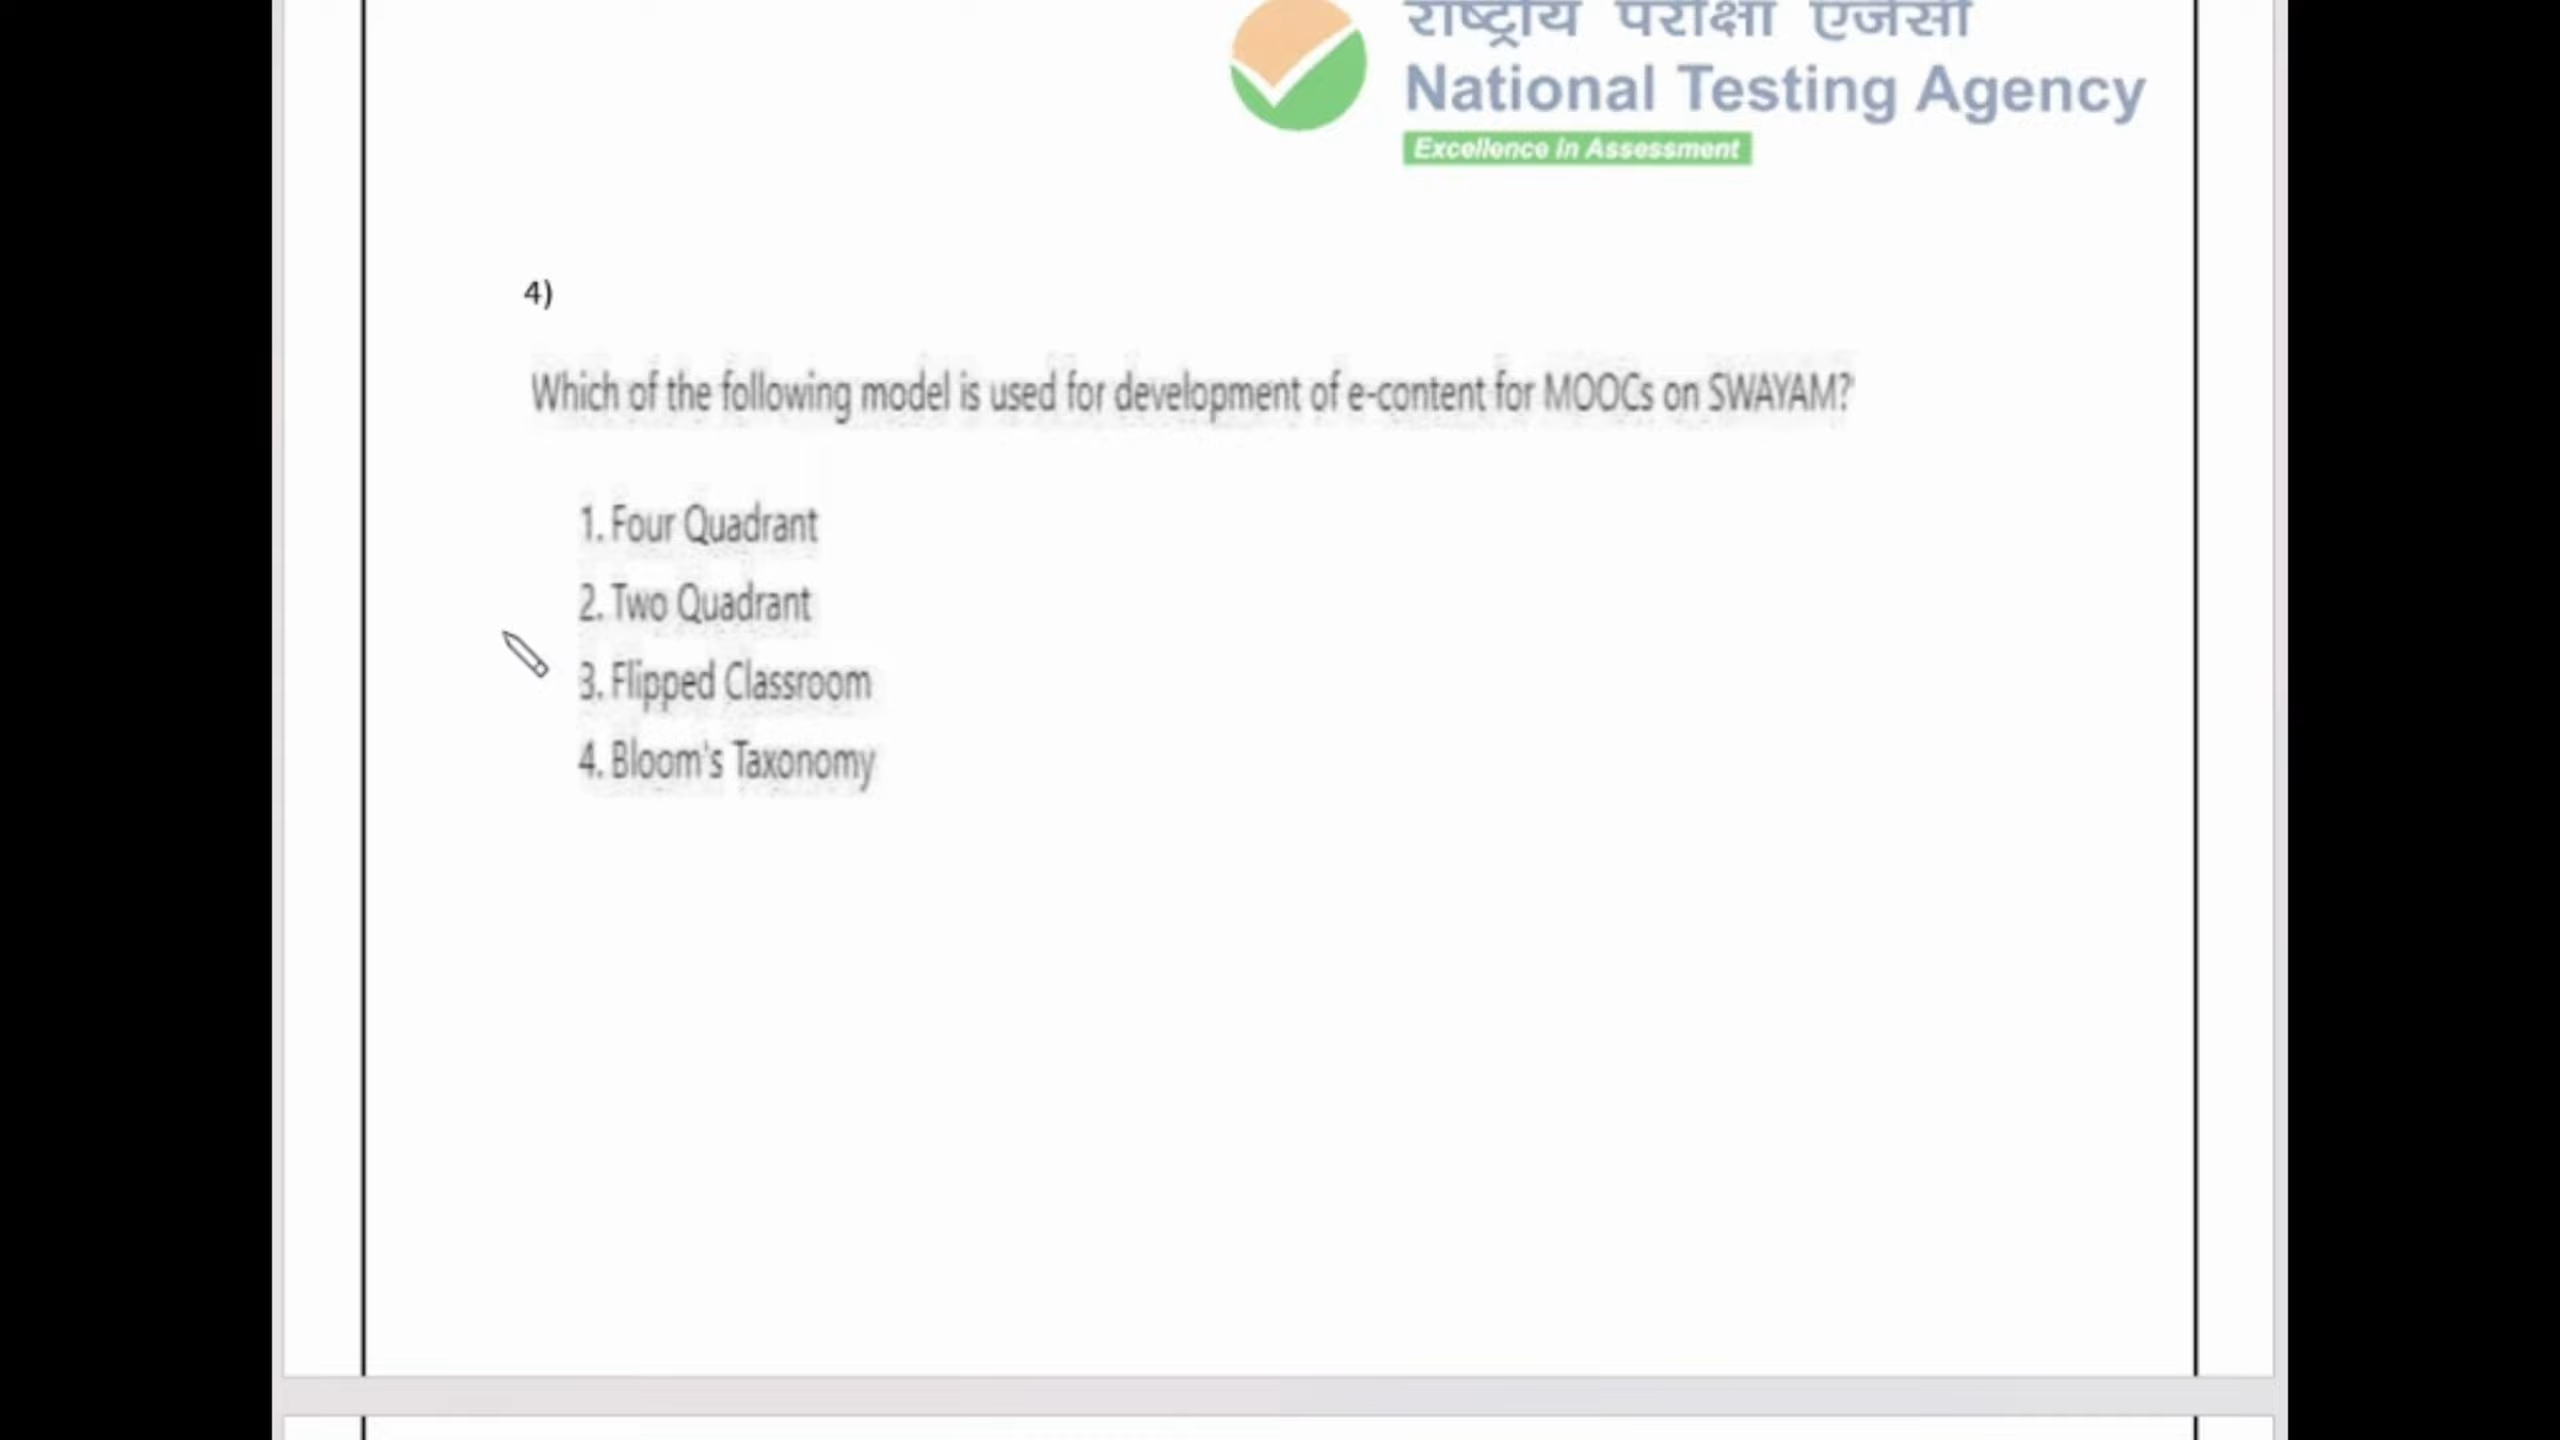 राष्ट्रीय परीक्षा एजेंसी
National Testing Agency
Excellence in Assessment
4)
Which of the following model is used for development of e-content for MOOCs on SWAYAM?
1. Four Quadrant
2. Two Quadrant
3. Flipped Classroom
4. Bloom's Taxonomy